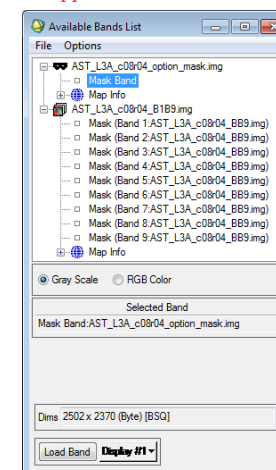 Available Bands List
File Options
AST_L3A_c08r04_option_mask.img
Mask Band
Map Info
AST_L3A_c08r04_B1B9.img
Mask (Band 1:AST_L3A_c08r04_BB9.img)
Mask (Band 2:AST_L3A_c08r04_BB9.img)
Mask (Band 3:AST_L3A_c08r04_BB9.img)
Mask (Band 4:AST_L3A_c08r04_BB9.img)
Mask (Band 5:AST_L3A_c08r04_BB9.img)
Mask (Band 6:AST_L3A_c08r04_BB9.img)
Mask (Band 7:AST_L3A_c08r04_BB9.img)
Mask (Band 8:AST_L3A_c08r04_BB9.img)
Mask (Band 9:AST_L3A_c08r04_BB9.img)
Map Info
Gray Scale RGB Color
Selected Band
Mask Band:AST_L3A_c08r04_option_mask.img
Dims 2502 x 2370 (Byte) [BSQ]
Load Band Display #1